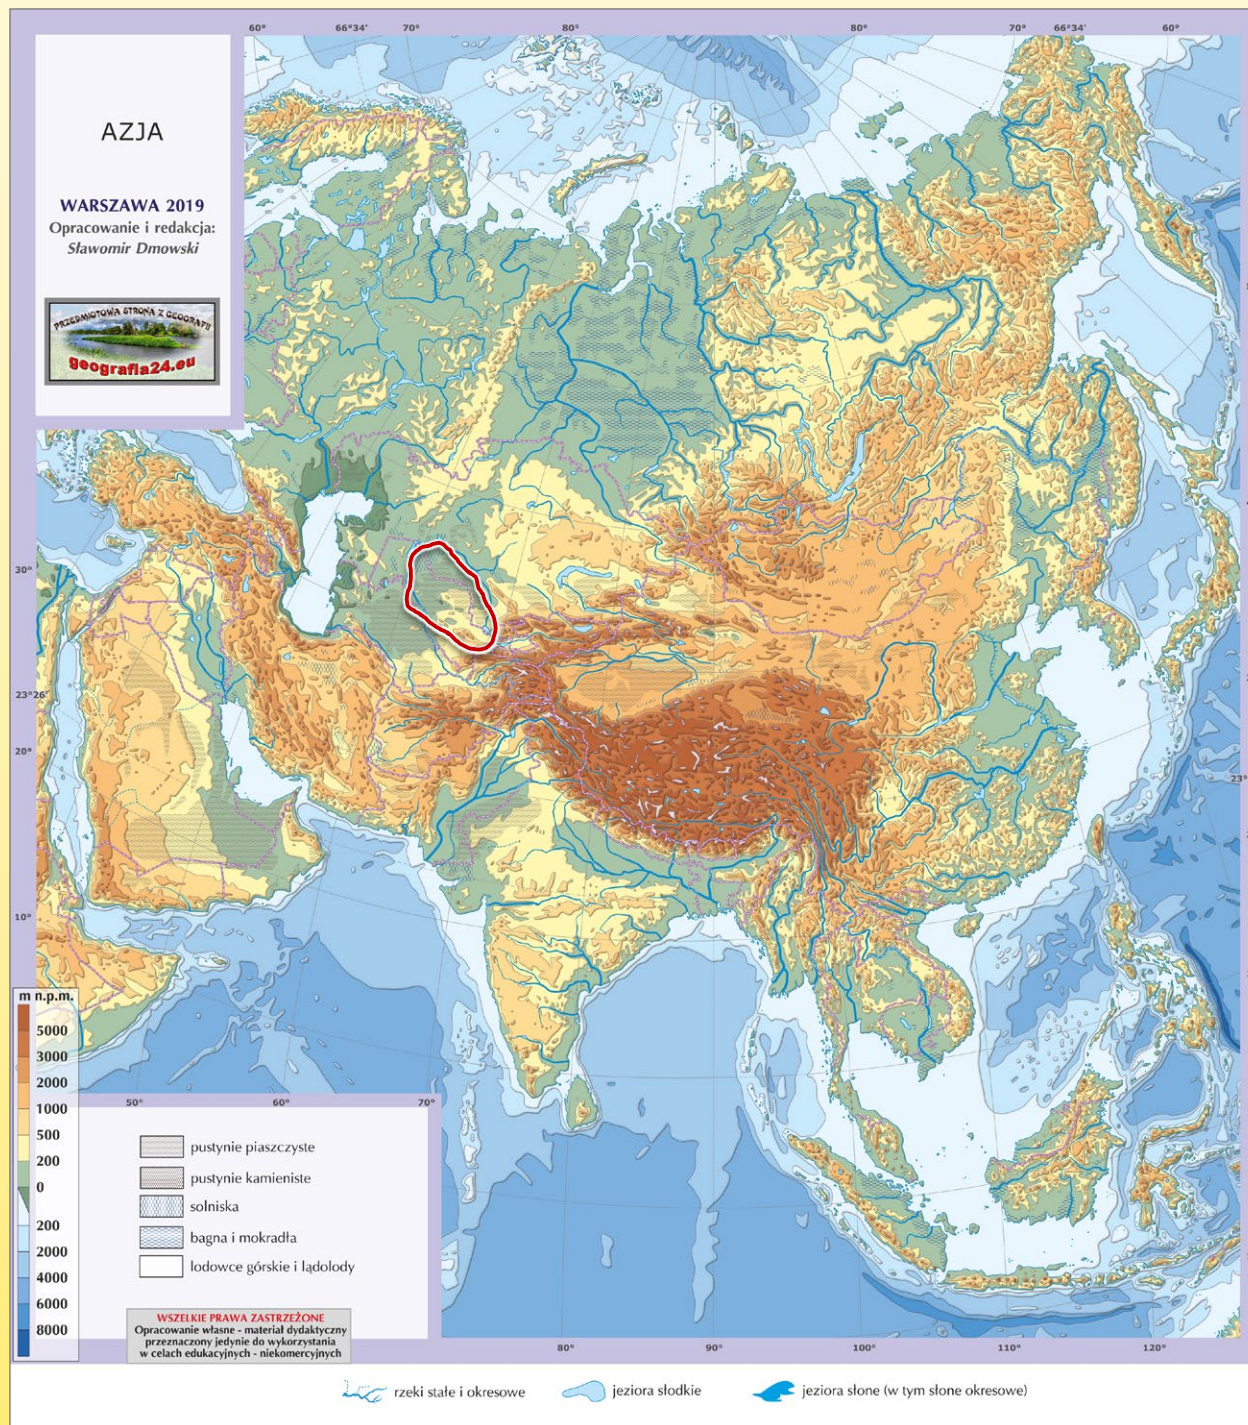 60°
66°34'
70°
80°
80°
70°
66°34'
60°
AZJA
WARSZAWA 2019
Opracowanie i redakcja:
Sławomir Dmowski
PRZEDMIOTOWA STRONA Z GEOGRAFII
geografia24.eu
30°
23°26'
20°
10°
23°
m n.p.m.
5000
3000
2000
1000
500
200
0
200
2000
4000
6000
8000
50°
60°
70°
pustynie piaszczyste
pustynie kamieniste
solniska
bagna i mokradła
lodowce górskie i lądolody
WSZELKIE PRAWA ZASTRZEŻONE
Opracowanie własne - materiał dydaktyczny
przeznaczony jedynie do wykorzystania
w celach edukacyjnych - niekomercyjnych
80°
90°
100°
110°
120°
rzeki stałe i okresowe
jeziora słodkie
jeziora słone (w tym słone okresowe)